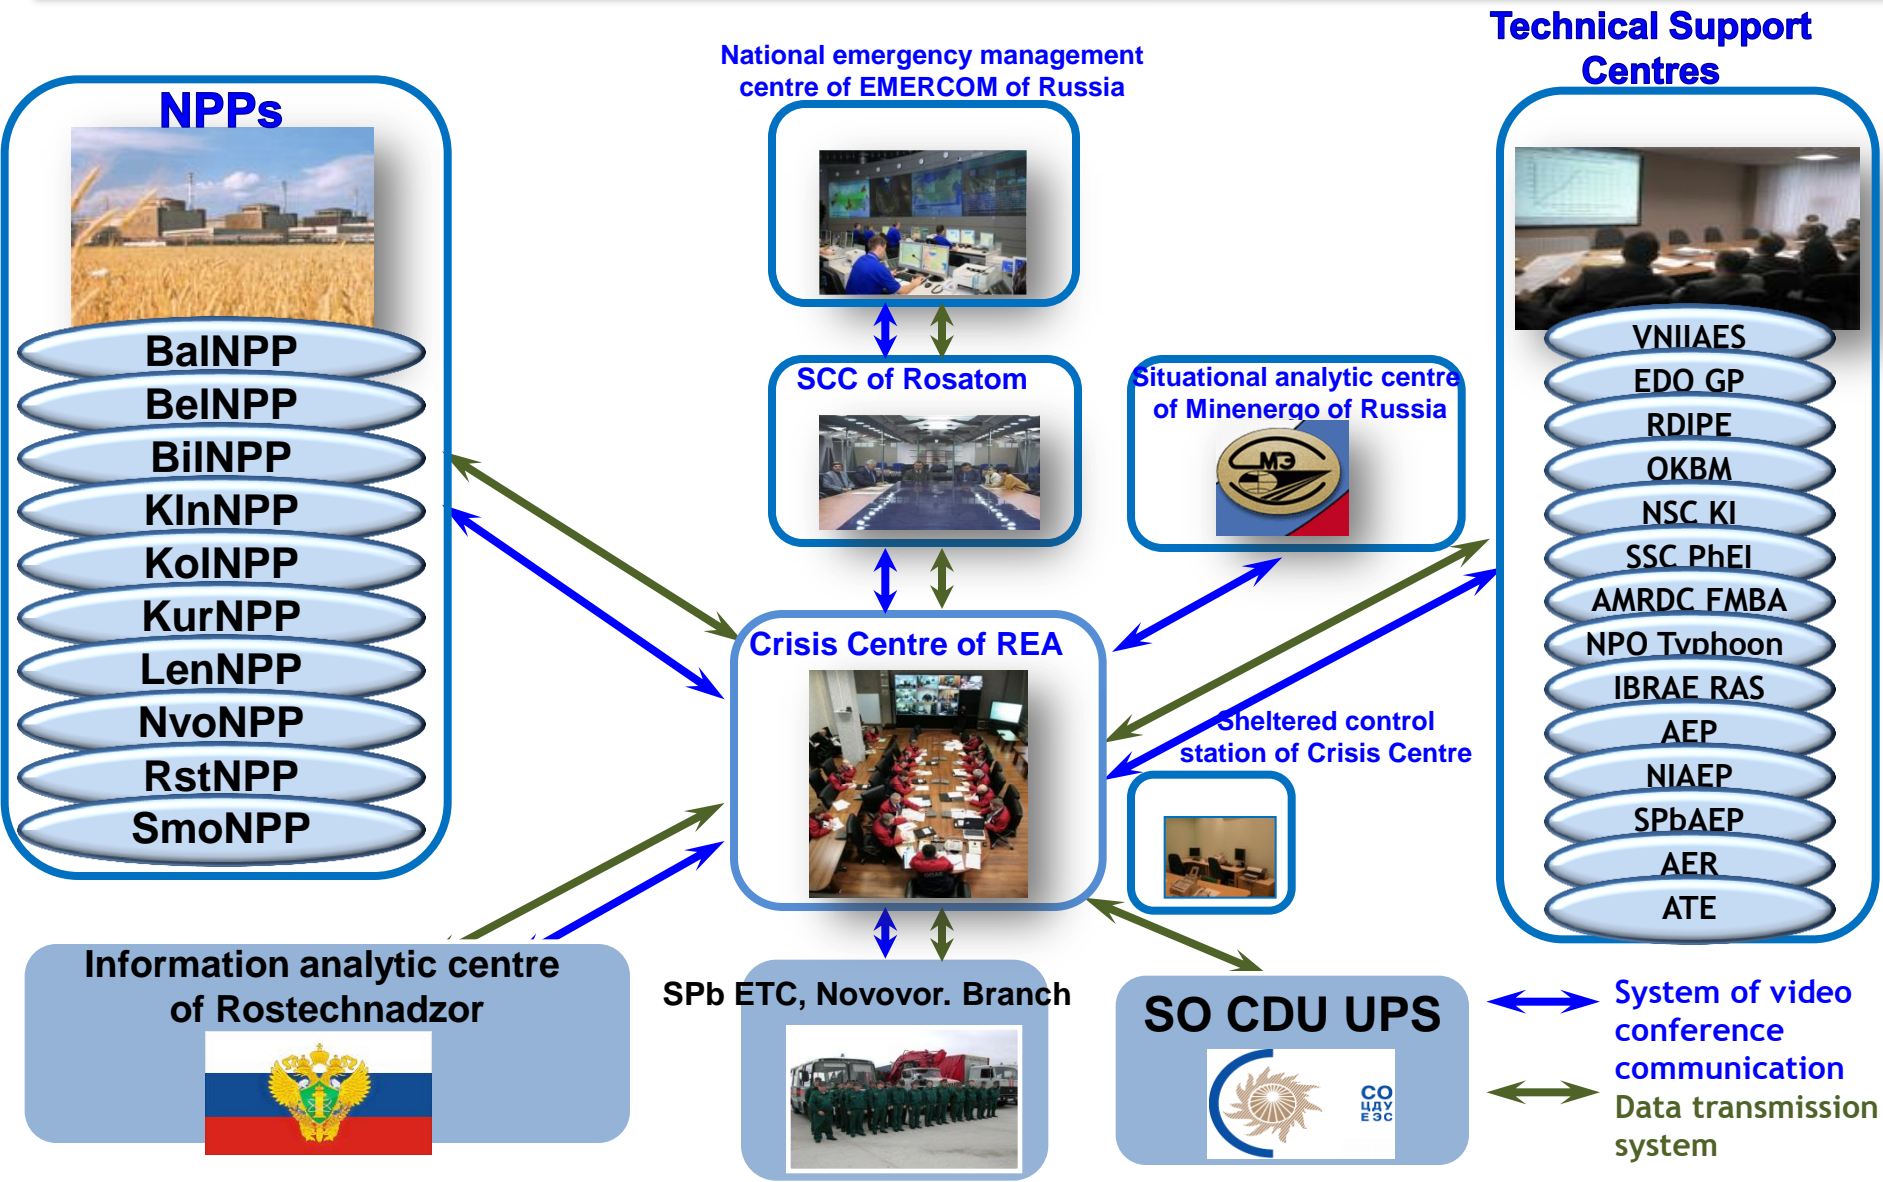 Technical Support
Centres
National emergency management
centre of EMERCOM of Russia
NPPs
BalNPP
BelNPP
BilNPP
KlnNPP
KolNPP
KurNPP
LenNPP
NvoNPP
RstNPP
SmoNPP
SCC of Rosatom
Situational analytic centre
of Minenergo of Russia
МЭ
VNIIAES
EDO GP
RDIPE
OKBM
NSC KI
SSC PhEI
AMRDC FMBA
NPO Typhoon
IBRAE RAS
AEP
NIAEP
SPbAEP
AER
ATE
Crisis Centre of REA
Sheltered control
station of Crisis Centre
Information analytic centre
of Rostechnadzor
SPb ETC, Novovor. Branch
SO CDU UPS
СО
ЦДУ
ЕЭС
System of video
conference
communication
Data transmission
system